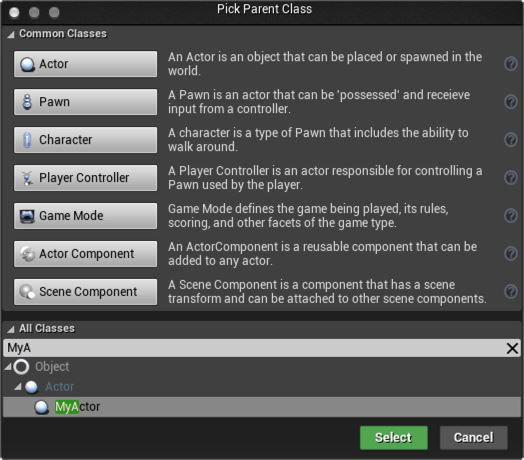 Pick Parent Class
Common Classes
Actor
An Actor is an object that can be placed or spawned in the
world.
Pawn
A Pawn is an actor that can be 'possessed' and receieve
input from a controller.
Character
A character is a type of Pawn that includes the ability to
walk around.
Player Controller
A Player Controller is an actor responsible for controlling a
Pawn used by the player.
Game Mode
Game Mode defines the game being played, its rules,
scoring, and other facets of the game type.
Actor Component
An ActorComponent is a reusable component that can be
added to any actor.
Scene Component
A Scene Component is a component that has a scene
transform and can be attached to other scene components.
All Classes
MyA
Object
Actor
MyActor
Select
Cancel